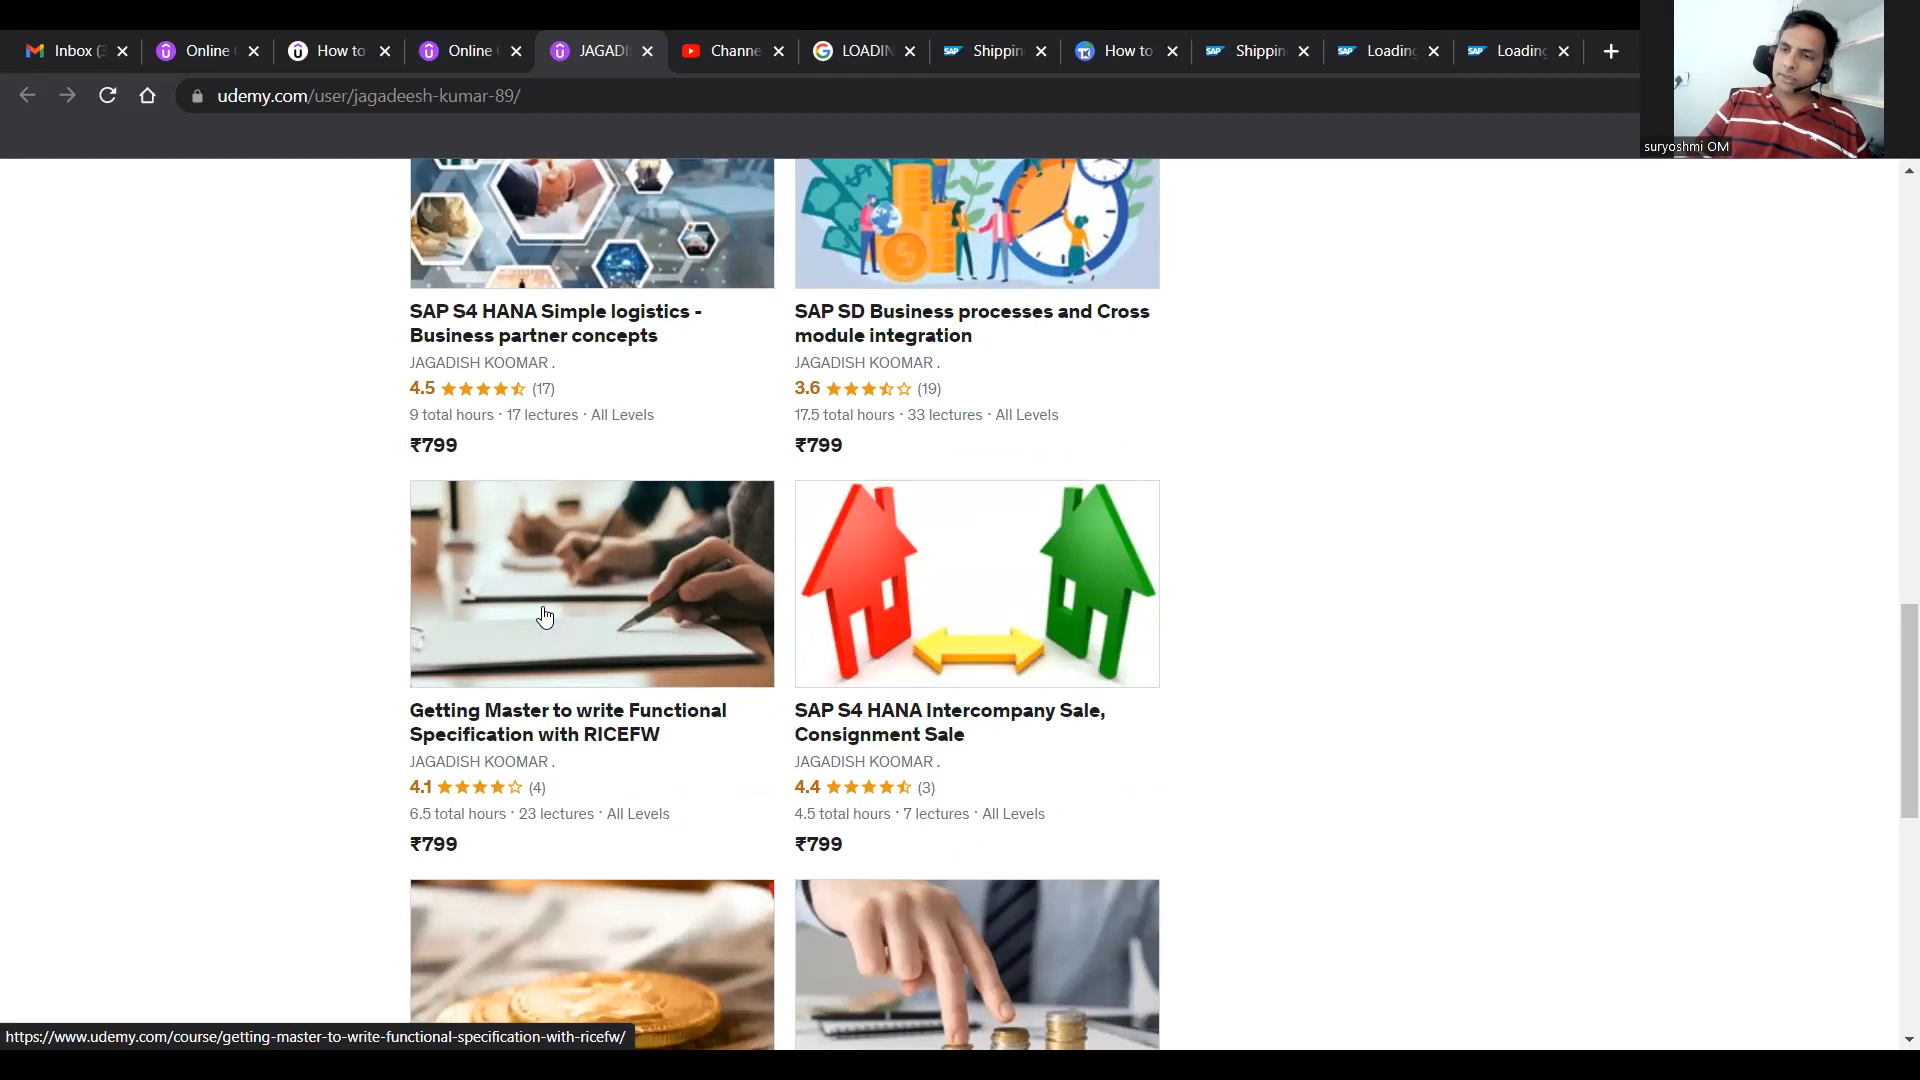 Inbox (
Online
How to
Online
JAGADI
Channe
LOADIN
SAP Shippin
How to
SAP Shippin
SAP Loading
SAP Loading
udemy.com/user/jagadeesh-kumar-89/
suryoshmi OM
SAP S4 HANA Simple logistics -
Business partner concepts
JAGADISH KOOMAR .
4.5 (17)
9 total hours · 17 lectures · All Levels
₹799
SAP SD Business processes and Cross
module integration
JAGADISH KOOMAR .
3.6 (19)
17.5 total hours · 33 lectures · All Levels
₹799
Getting Master to write Functional
Specification with RICEFW
JAGADISH KOOMAR .
4.1 (4)
6.5 total hours · 23 lectures · All Levels
₹799
SAP S4 HANA Intercompany Sale,
Consignment Sale
JAGADISH KOOMAR .
4.4 (3)
4.5 total hours · 7 lectures · All Levels
₹799
https://www.udemy.com/course/getting-master-to-write-functional-specification-with-ricefw/